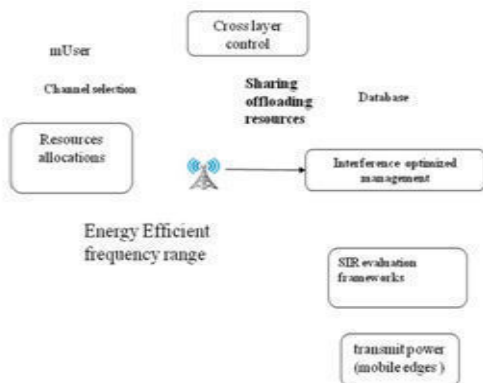 Cross layer
control
mUser
Channel selection
Sharing
offloading
resources
Database
Resources
allocations
Interference optimized
management
Energy Efficient
frequency range
SIR evaluation
frameworks
transmit power
(mobile edges )